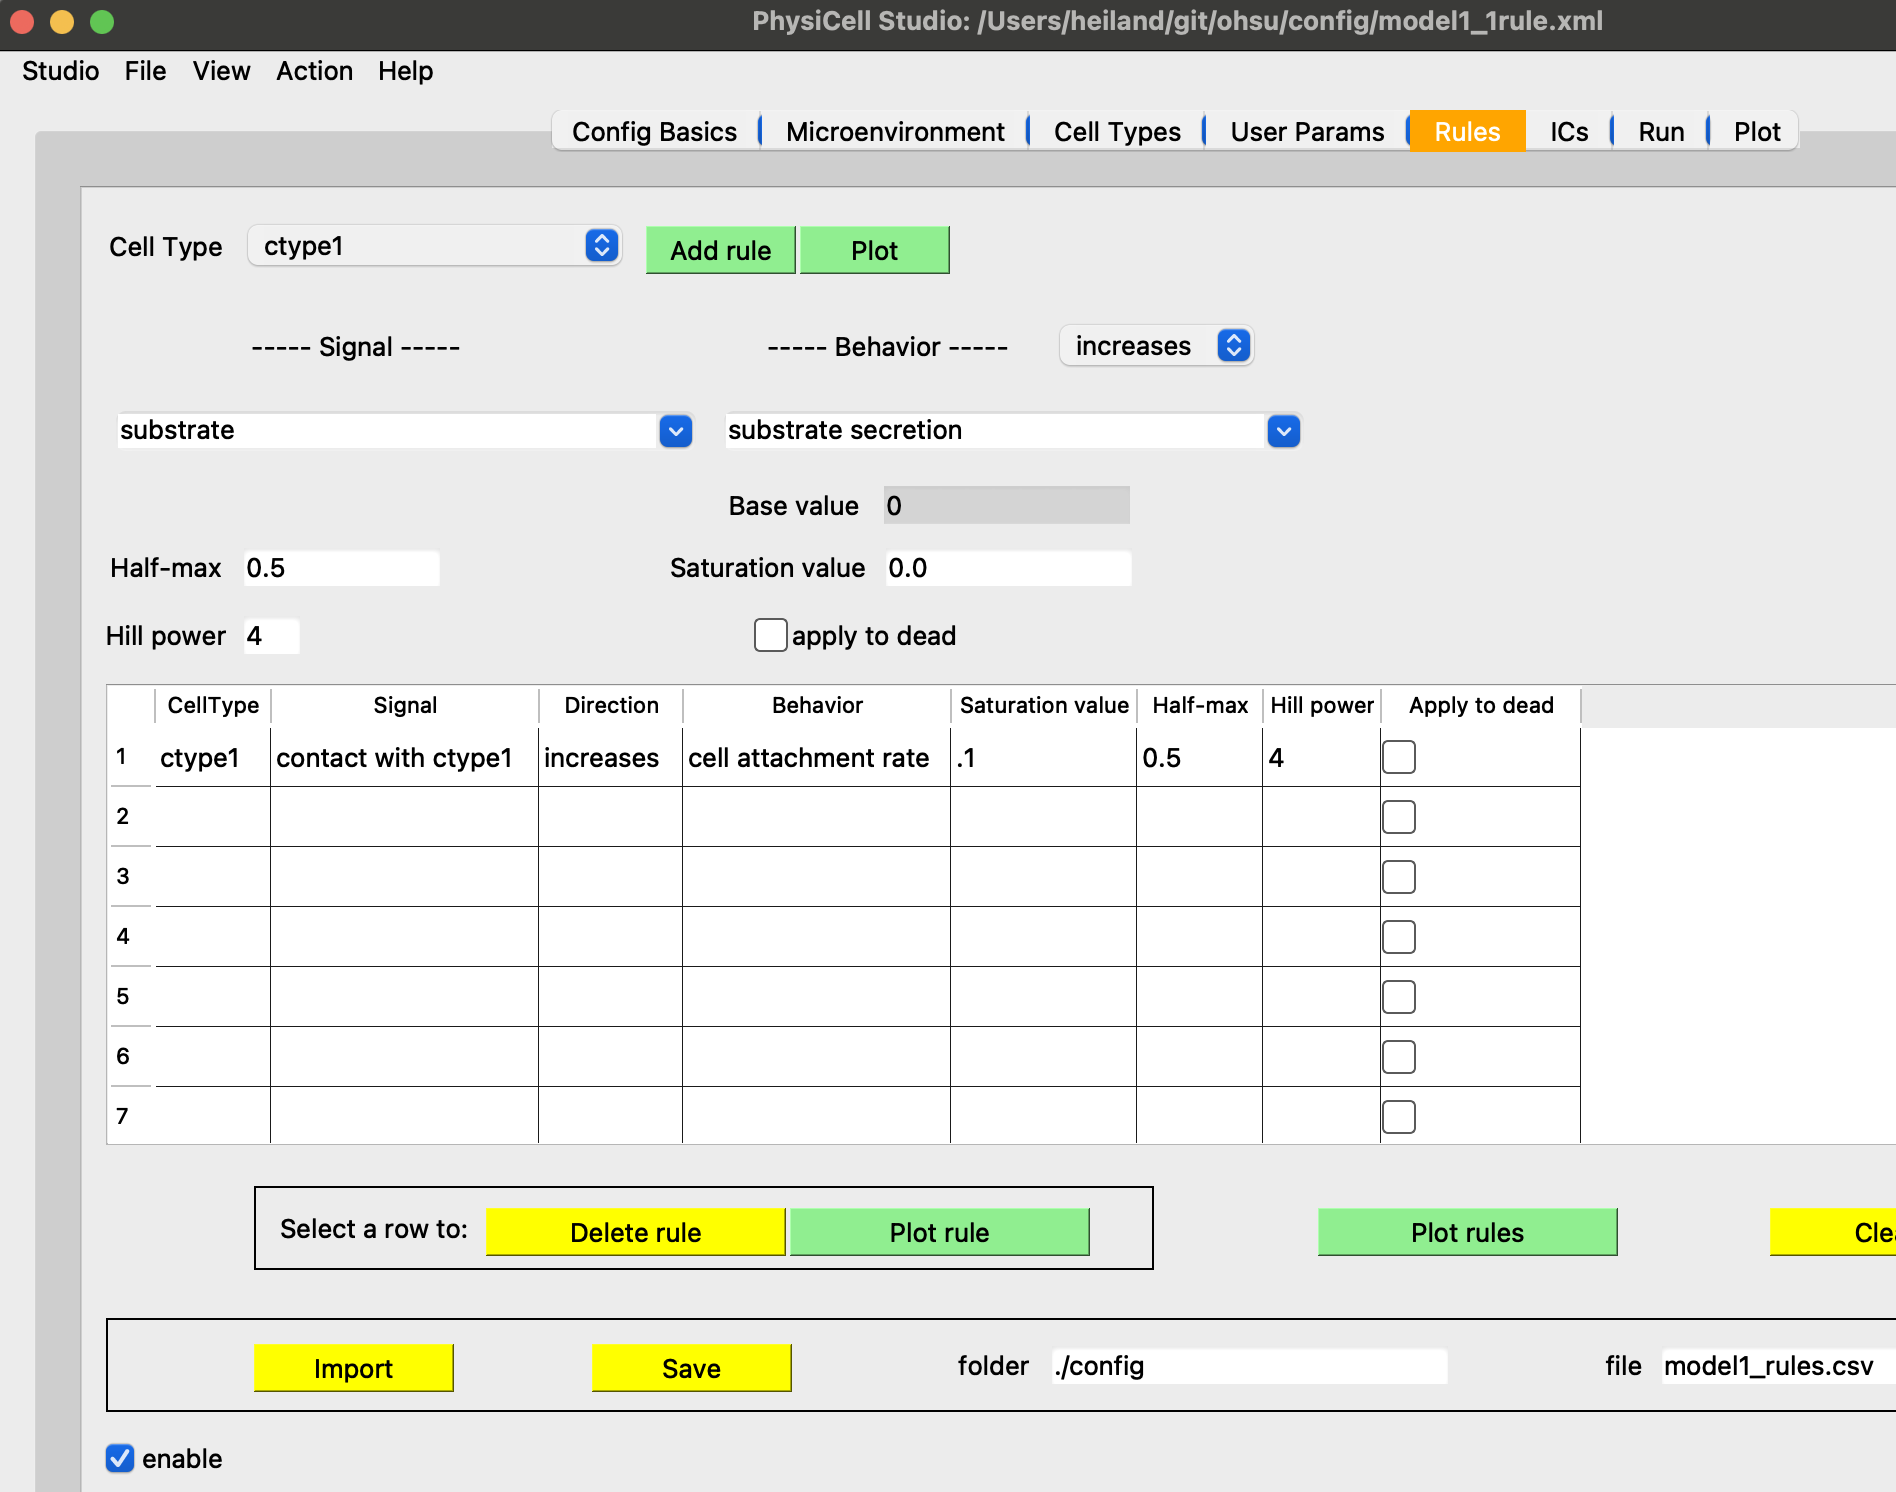 PhysiCell Studio: /Users/heiland/git/ohsu/config/model1_1rule.xml
Studio File View Action Help
Config Basics Microenvironment Cell Types User Params Rules ICs Run Plot
Cell Type ctype1 Add rule Plot
----- Signal ----- ----- Behavior ----- increases
substrate substrate secretion
Base value 0
Half-max 0.5 Saturation value 0.0
Hill power 4 apply to dead
CellType Signal Direction Behavior Saturation value Half-max Hill power Apply to dead
1 ctype1 contact with ctype1 increases cell attachment rate .1 0.5 4
2
3
4
5
6
7
Select a row to: Delete rule Plot rule Plot rules
Import Save folder ./config file model1_rules.csv
enable